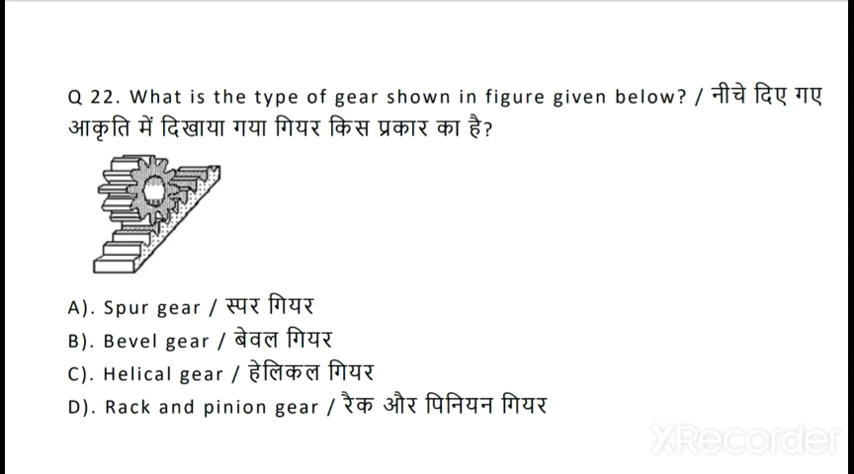 Q 22. What is the type of gear shown in figure given below? / नीचे दिए गए
आकृति में दिखाया गया गियर किस प्रकार का है?
A). Spur gear / स्पर गियर
B). Bevel gear / बेवल गियर
C). Helical gear / हेलिकल गियर
D). Rack and pinion gear / रैक और पिनियन गियर
XRecorder